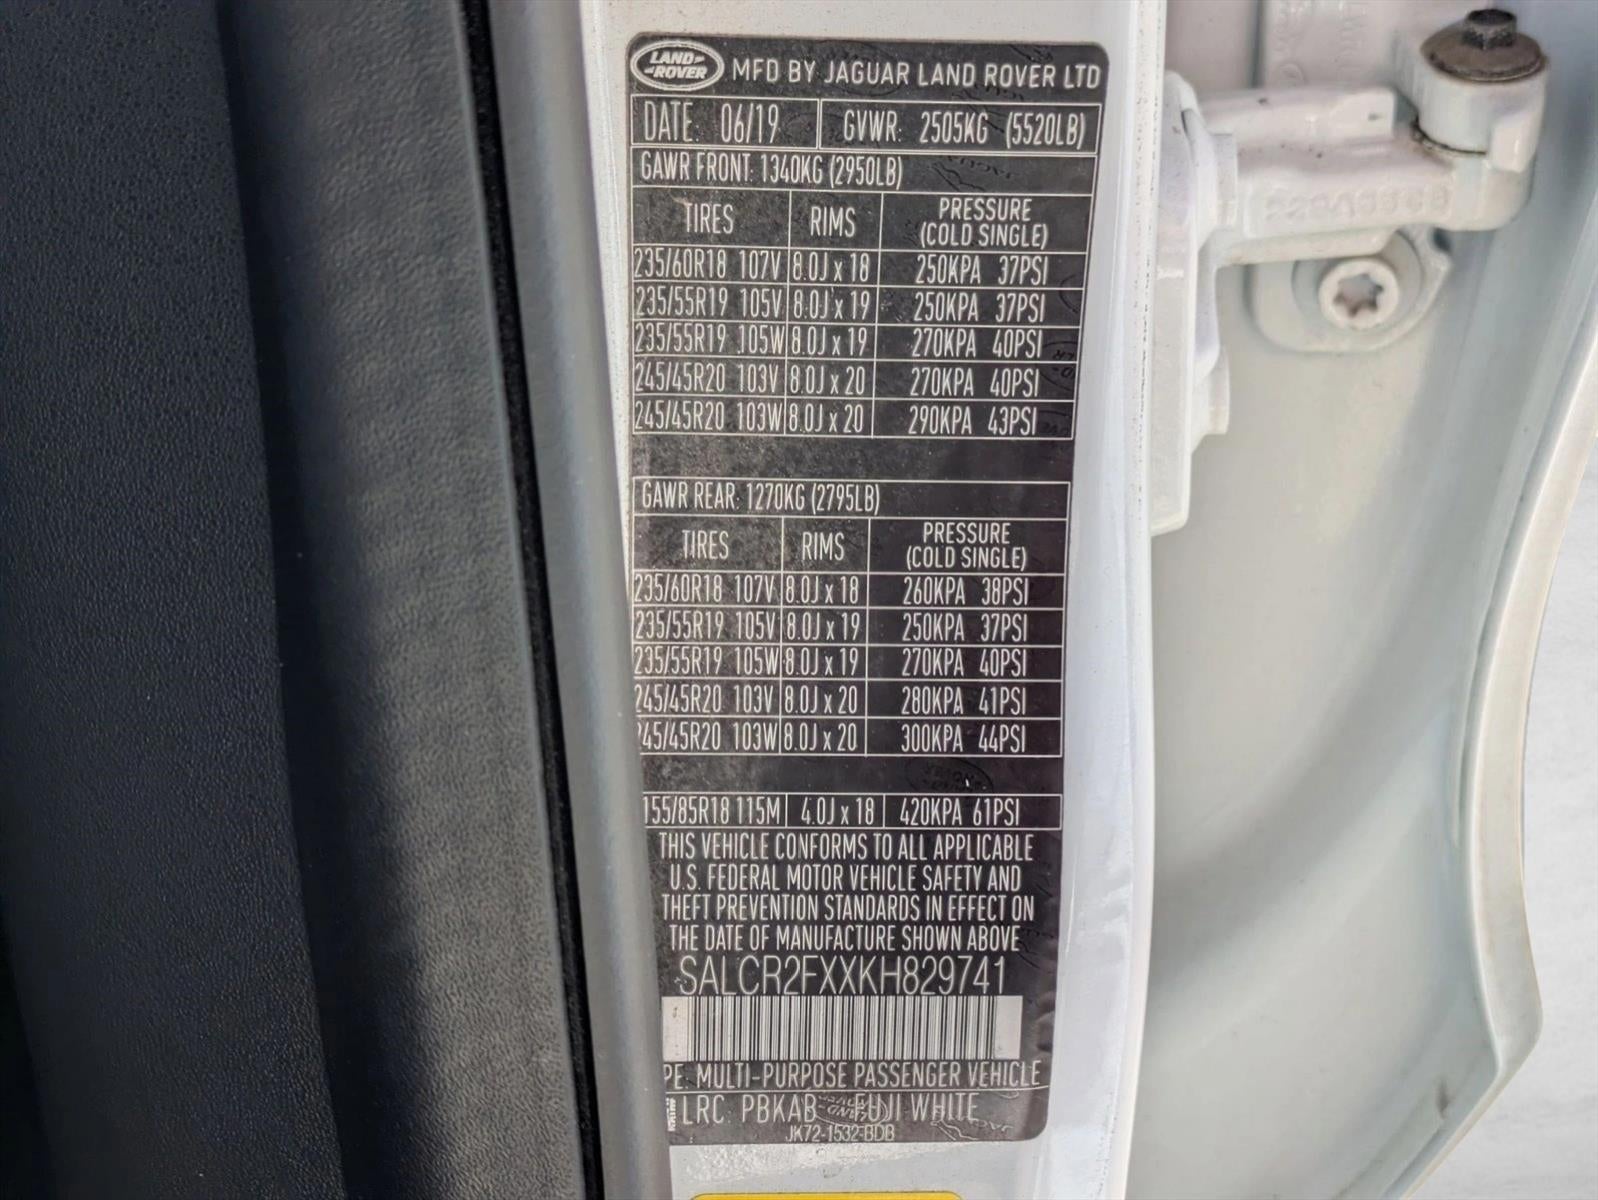 LAND ROVER MFD BY JAGUAR LAND ROVER LTD
DATE: 06/19 GVWR: 2505KG (5520LB)
GAWR FRONT: 1340KG (2950LB)
TIRES RIMS PRESSURE (COLD SINGLE)
235/60R18 107V 8.0J x 18 250KPA 37PSI
235/55R19 105V 8.0J x 19 250KPA 37PSI
235/55R19 105W 8.0J x 19 270KPA 40PSI
245/45R20 103V 8.0J x 20 270KPA 40PSI
245/45R20 103W 8.0J x 20 290KPA 43PSI
GAWR REAR: 1270KG (2795LB)
TIRES RIMS PRESSURE (COLD SINGLE)
235/60R18 107V 8.0J x 18 260KPA 38PSI
235/55R19 105V 8.0J x 19 250KPA 37PSI
235/55R19 105W 8.0J x 19 270KPA 40PSI
245/45R20 103V 8.0J x 20 280KPA 41PSI
245/45R20 103W 8.0J x 20 300KPA 44PSI
155/85R18 115M 4.0J x 18 420KPA 61PSI
THIS VEHICLE CONFORMS TO ALL APPLICABLE
U.S. FEDERAL MOTOR VEHICLE SAFETY AND
THEFT PREVENTION STANDARDS IN EFFECT ON
THE DATE OF MANUFACTURE SHOWN ABOVE
SALCR2FXXKH829741
PE: MULTI-PURPOSE PASSENGER VEHICLE
LRC: PBKAB FUJI WHITE
JK72-1532-BDB